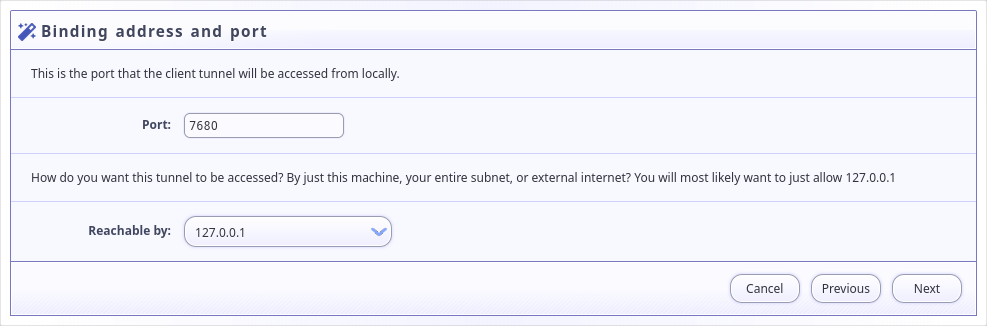 Binding address and port
This is the port that the client tunnel will be accessed from locally.
Port: 7680
How do you want this tunnel to be accessed? By just this machine, your entire subnet, or external internet? You will most likely want to just allow 127.0.0.1
Reachable by: 127.0.0.1
Cancel Previous Next